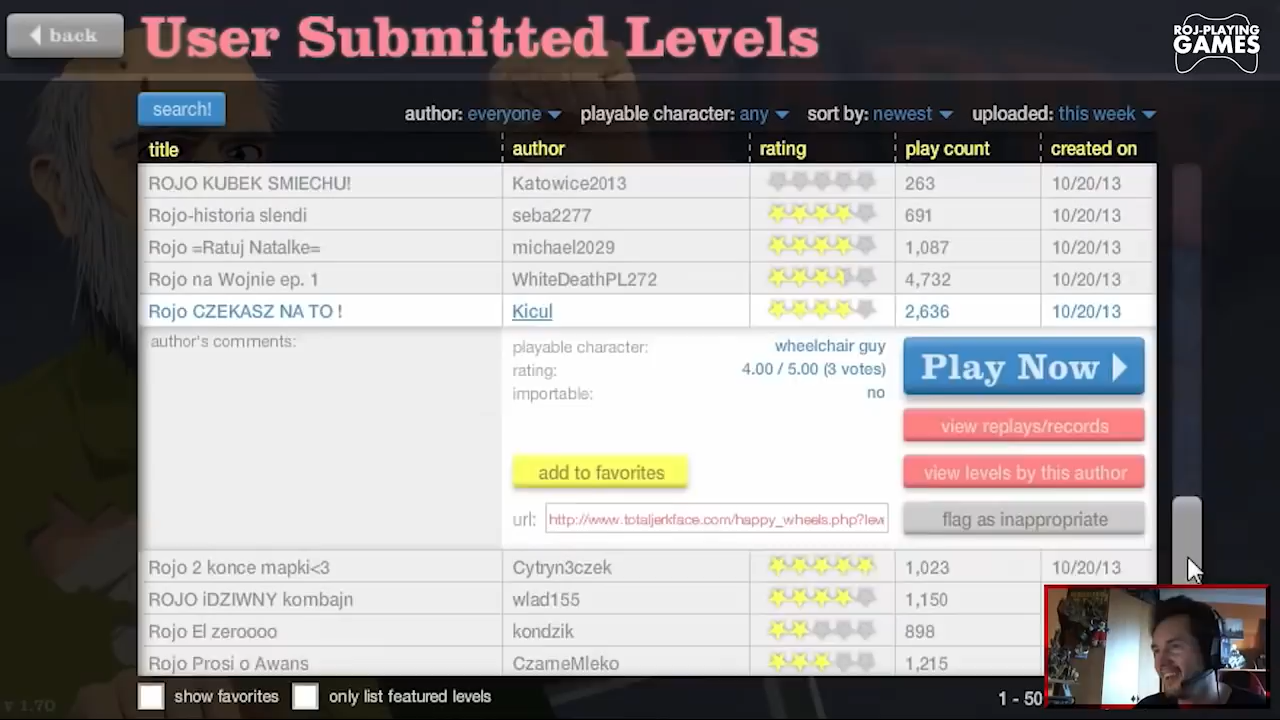 back
User Submitted Levels
ROJ-PLAYING
GAMES
search!
author: everyone playable character: any sort by: newest uploaded: this week
title author rating play count created on
ROJO KUBEK SMIECHU! Katowice2013 263 10/20/13
Rojo-historia slendi seba2277 691 10/20/13
Rojo =Ratuj Natalke= michael2029 1,087 10/20/13
Rojo na Wojnie ep. 1 WhiteDeathPL272 4,732 10/20/13
Rojo CZEKASZ NA TO ! Kicul 2,636 10/20/13
author's comments:
playable character: wheelchair guy
rating: 4.00 / 5.00 (3 votes)
importable: no
Play Now
view replays/records
add to favorites
view levels by this author
url: http://www.totaljerkface.com/happy_wheels.php?lev
flag as inappropriate
Rojo 2 konce mapki<3 Cytryn3czek 1,023 10/20/13
ROJO iDZIWNY kombajn wlad155 1,150
Rojo El zeroooo kondzik 898
Rojo Prosi o Awans CzarneMleko 1,215
show favorites only list featured levels 1 - 50
v 1.70